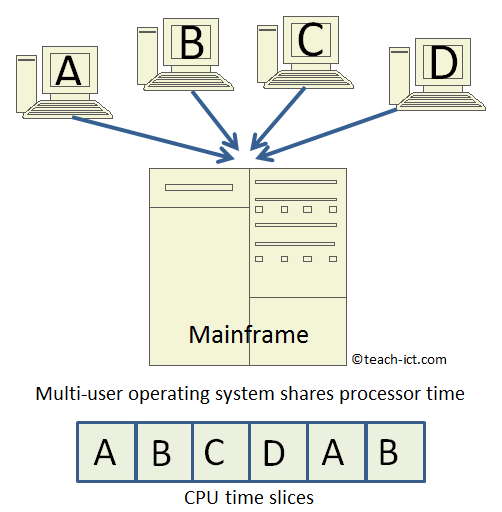 A
B
C
D
Mainframe
©teach-ict.com
Multi-user operating system shares processor time
A B C D A B
CPU time slices